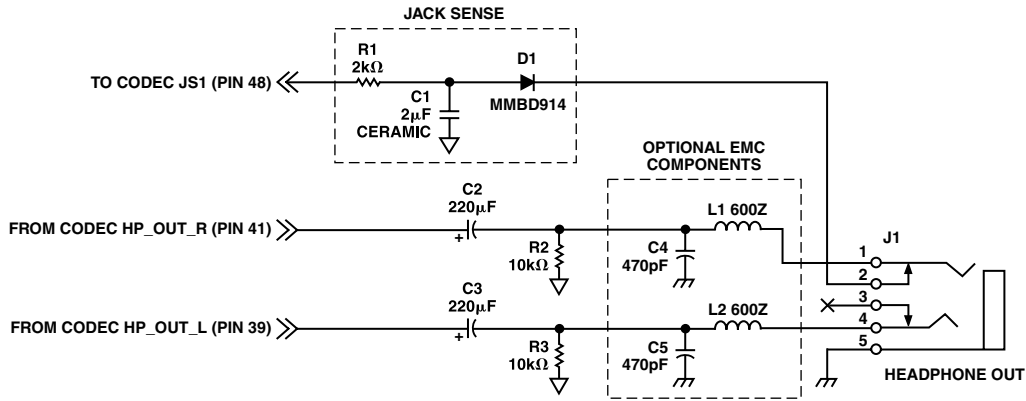 JACK SENSE
R1
2kΩ
D1
TO CODEC JS1 (PIN 48)
C1
2μF
CERAMIC
MMBD914
OPTIONAL EMC
COMPONENTS
C2
220μF
L1 600Z
FROM CODEC HP_OUT_R (PIN 41)
+
R2
10kΩ
C4
470pF
J1
1
2
3
4
5
C3
220μF
L2 600Z
FROM CODEC HP_OUT_L (PIN 39)
+
R3
10kΩ
C5
470pF
HEADPHONE OUT